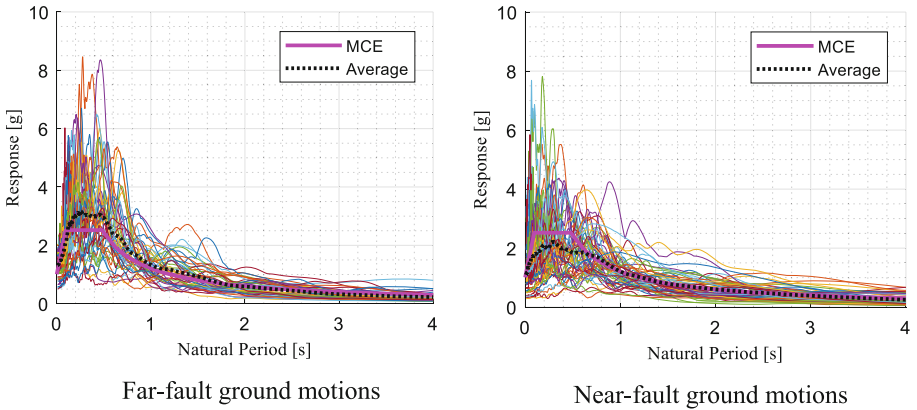 10
8
6
4
2
0
Response [g]
MCE
Average
0 1 2 3 4
Natural Period [s]
Far-fault ground motions
10
8
6
4
2
0
Response [g]
MCE
Average
0 1 2 3 4
Natural Period [s]
Near-fault ground motions